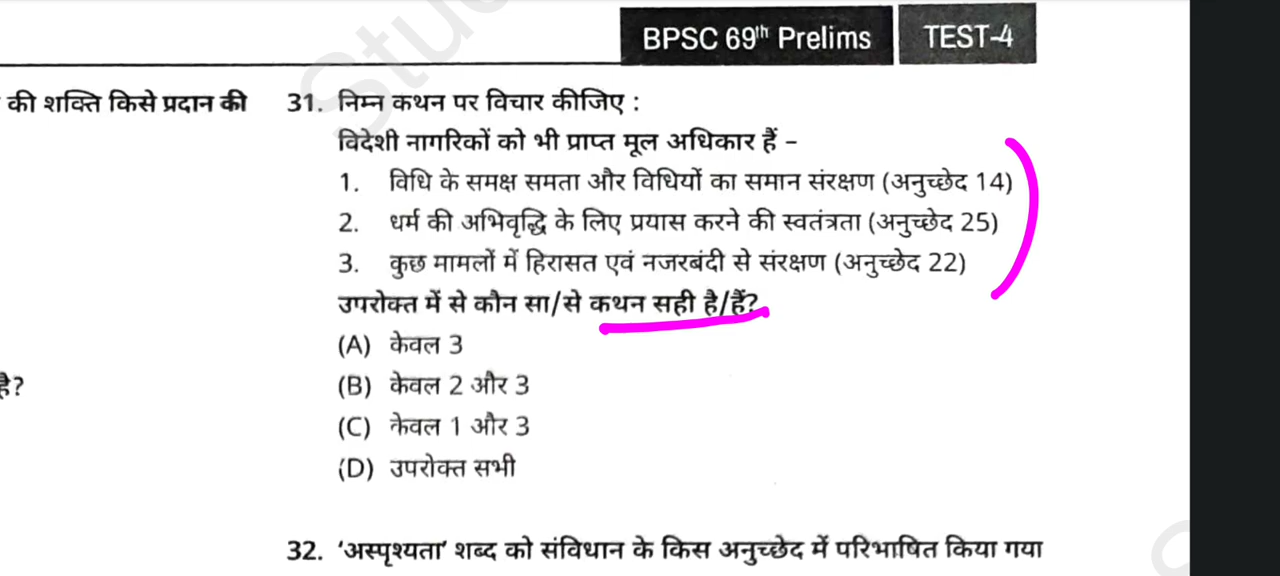 BPSC 69th Prelims TEST-4
की शक्ति किसे प्रदान की
है?
31. निम्न कथन पर विचार कीजिए :
विदेशी नागरिकों को भी प्राप्त मूल अधिकार हैं –
1. विधि के समक्ष समता और विधियों का समान संरक्षण (अनुच्छेद 14)
2. धर्म की अभिवृद्धि के लिए प्रयास करने की स्वतंत्रता (अनुच्छेद 25)
3. कुछ मामलों में हिरासत एवं नजरबंदी से संरक्षण (अनुच्छेद 22)
उपरोक्त में से कौन सा/से कथन सही है/हैं?
(A) केवल 3
(B) केवल 2 और 3
(C) केवल 1 और 3
(D) उपरोक्त सभी
32. ‘अस्पृश्यता’ शब्द को संविधान के किस अनुच्छेद में परिभाषित किया गया